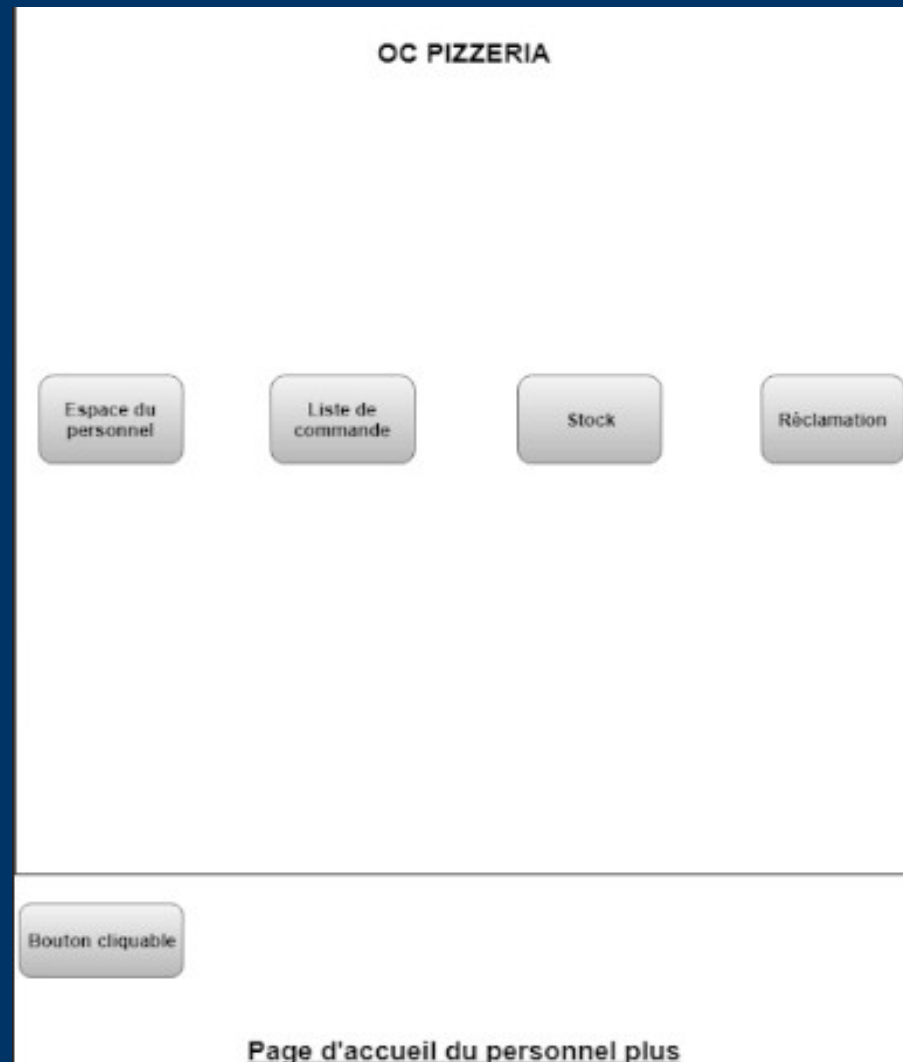 OC PIZZERIA
Espace du
personnel
Liste de
commande
Stock
Réclamation
Bouton cliquable
Page d'accueil du personnel plus